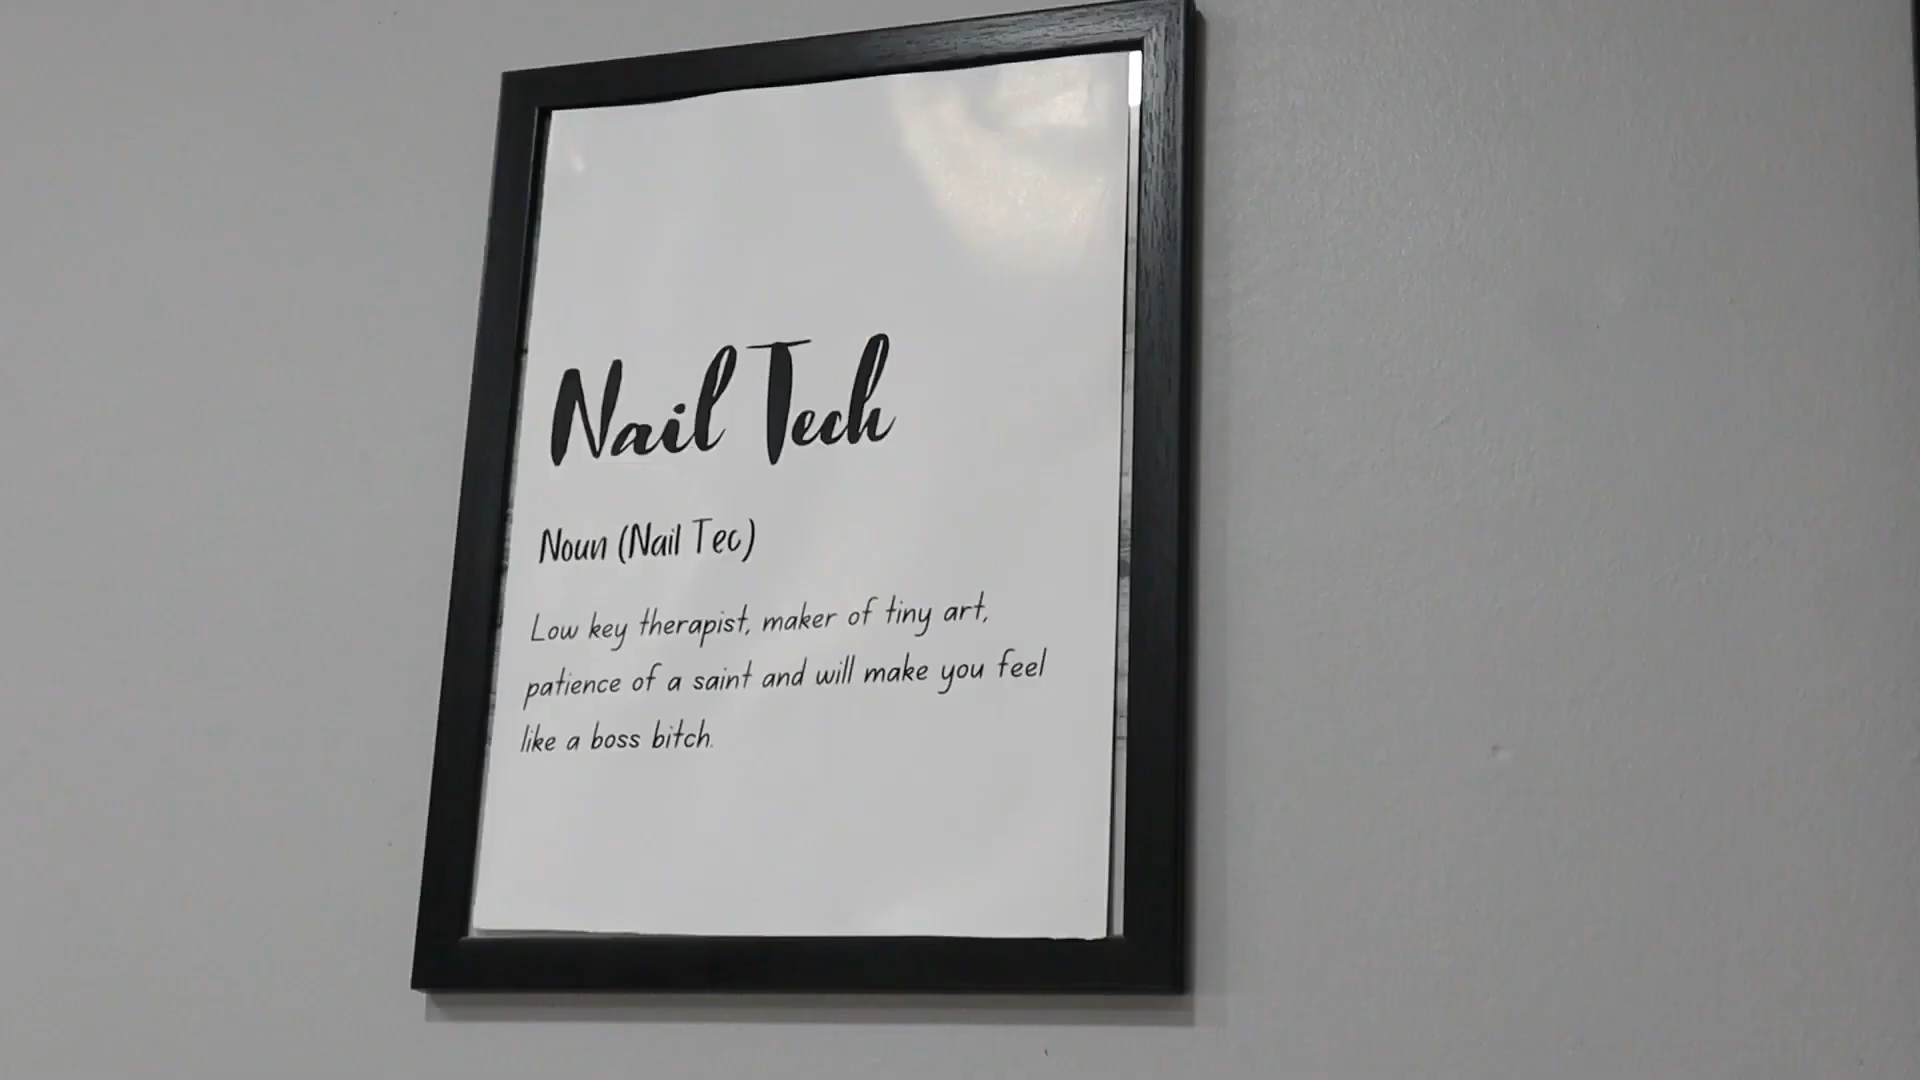 Nail Tech
Noun (Nail Tec)
Low key therapist, maker of tiny art,
patience of a saint and will make you feel
like a boss bitch.